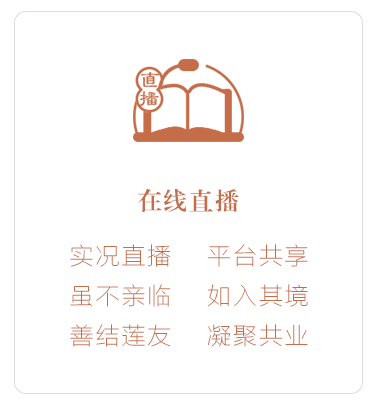 直播
在线直播
实况直播 平台共享
虽不亲临 如入其境
善结莲友 凝聚共业